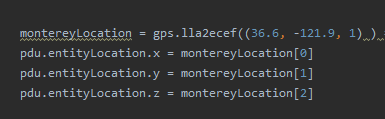 montereyLocation = gps.lla2ecef((36.6, -121.9, 1) )
pdu.entityLocation.x = montereyLocation[0]
pdu.entityLocation.y = montereyLocation[1]
pdu.entityLocation.z = montereyLocation[2]